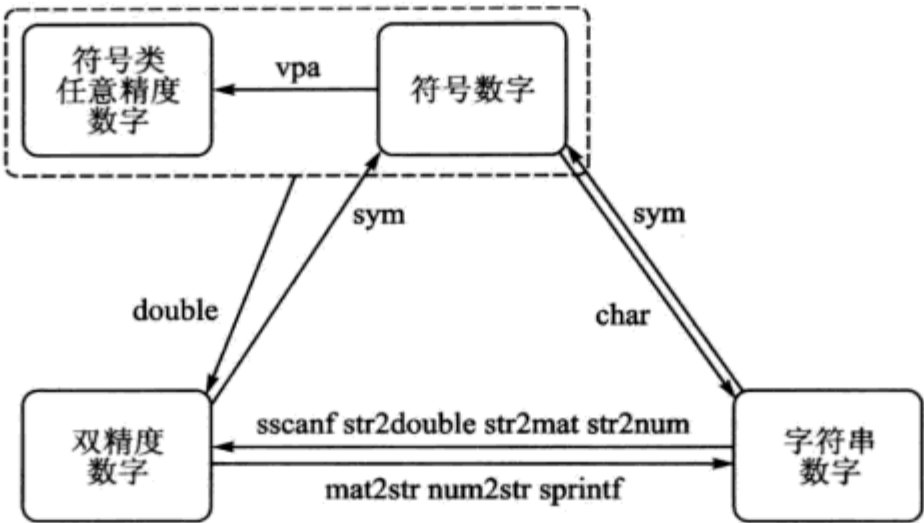 符号类
任意精度
数字
vpa
符号数字
sym
sym
double
char
双精度
数字
sscanf str2double str2mat str2num
mat2str num2str sprintf
字符串
数字